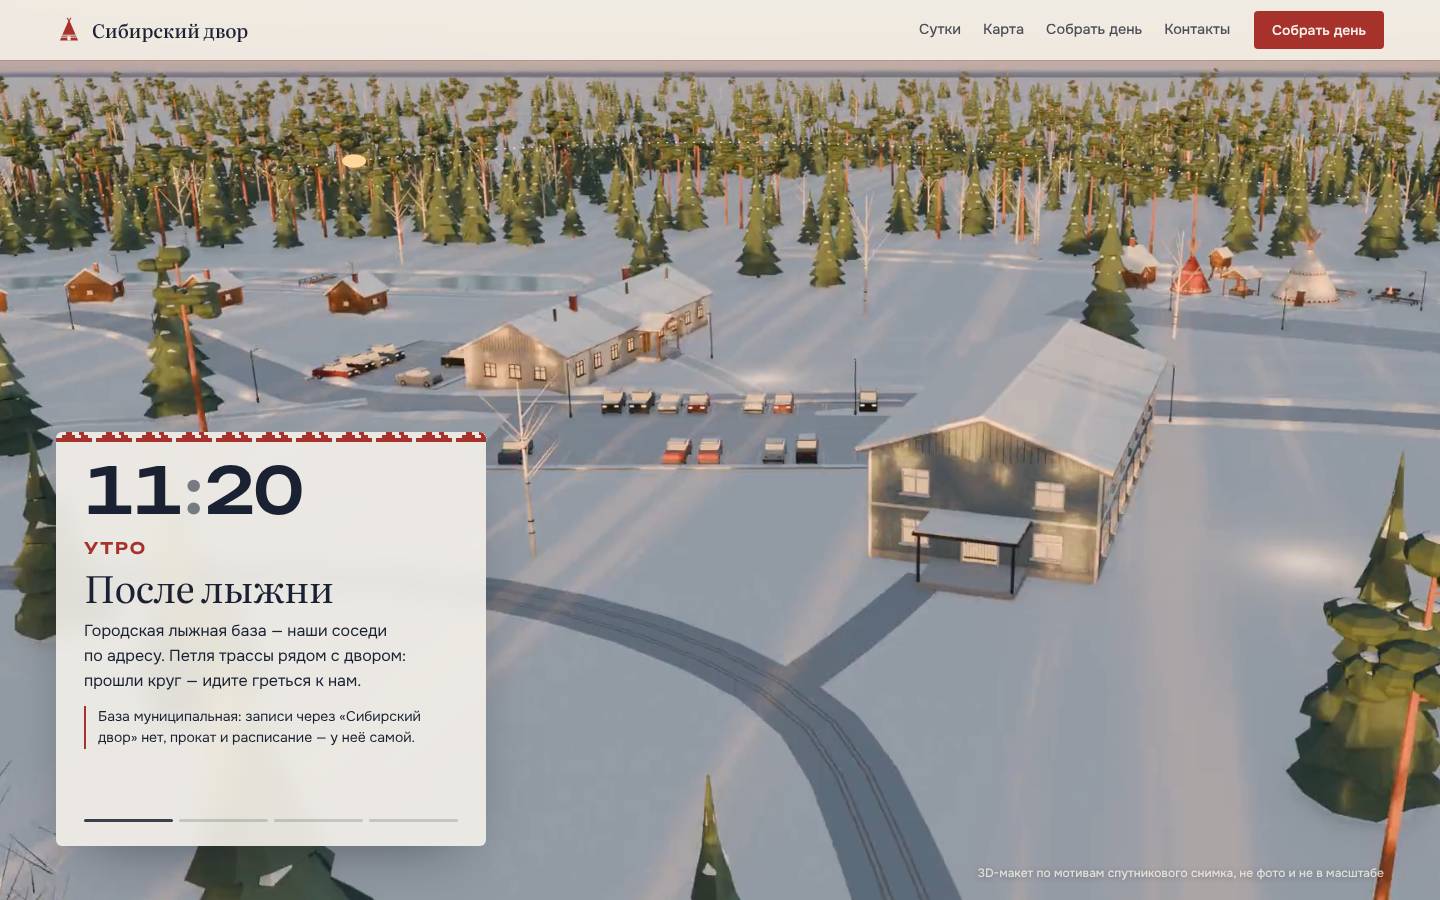 Сибирский двор
Сутки
Карта
Собрать день
Контакты
Собрать день
11:20
УТРО
После лыжни
Городская лыжная база — наши соседи
по адресу. Петля трассы рядом с двором:
прошли круг — идите греться к нам.
База муниципальная: записи через «Сибирский
двор» нет, прокат и расписание — у неё самой.
3D-макет по мотивам спутникового снимка, не фото и не в масштабе